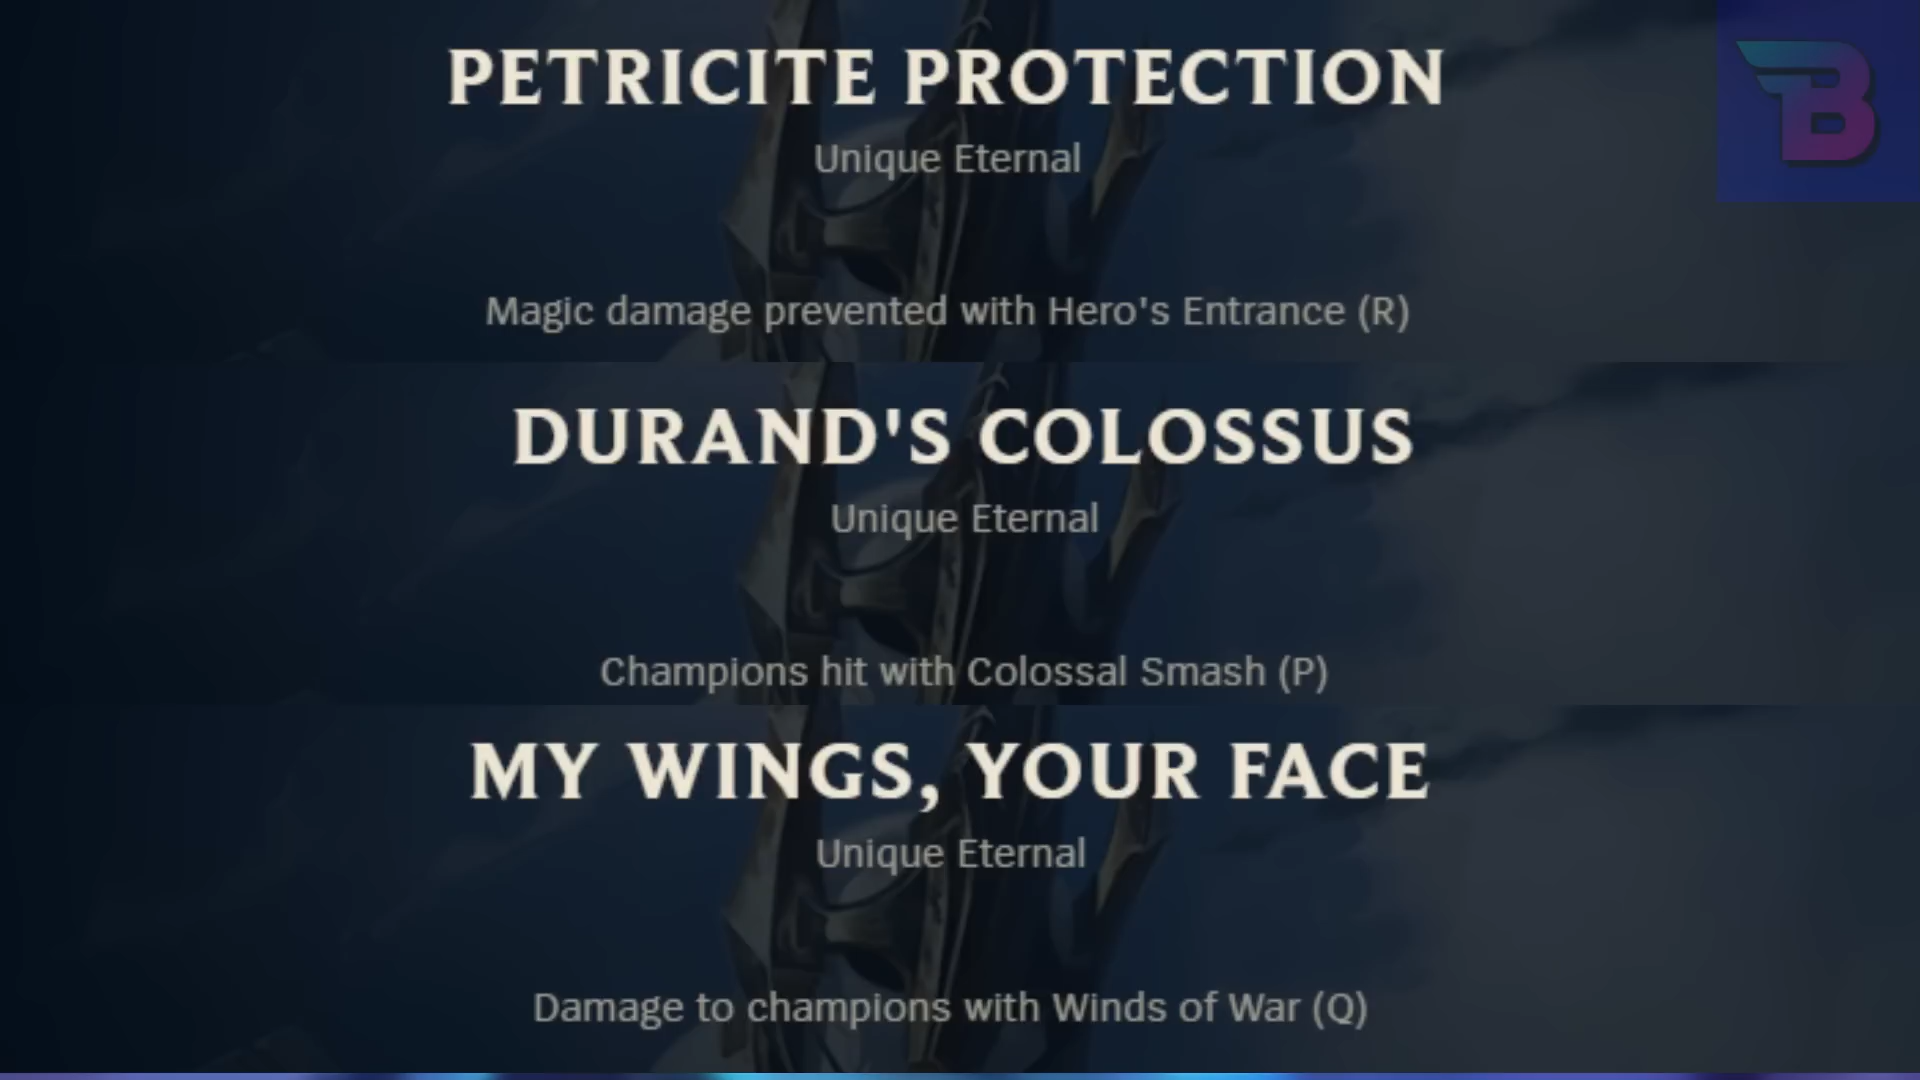 PETRICITE PROTECTION
Unique Eternal
Magic damage prevented with Hero's Entrance (R)
DURAND'S COLOSSUS
Unique Eternal
Champions hit with Colossal Smash (P)
MY WINGS, YOUR FACE
Unique Eternal
Damage to champions with Winds of War (Q)
B